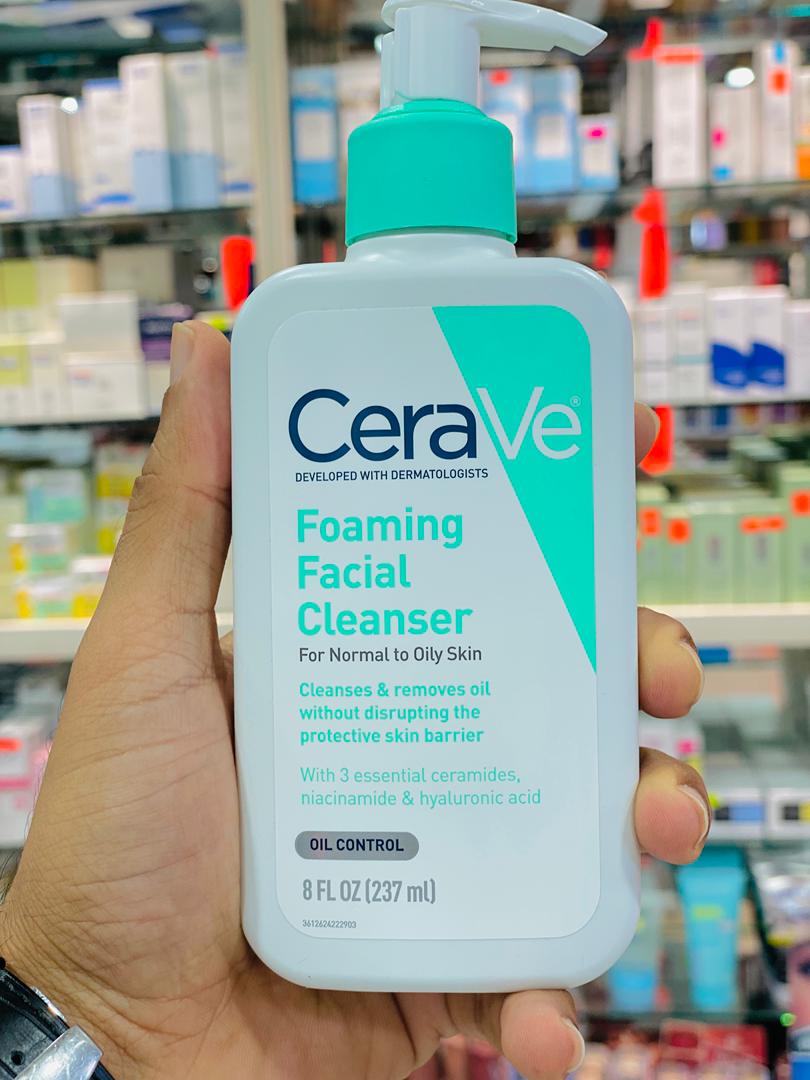 CeraVe®
DEVELOPED WITH DERMATOLOGISTS
Foaming
Facial
Cleanser
For Normal to Oily Skin
Cleanses & removes oil
without disrupting the
protective skin barrier
With 3 essential ceramides,
niacinamide & hyaluronic acid
OIL CONTROL
8 FL OZ (237 ml)
3612624222903